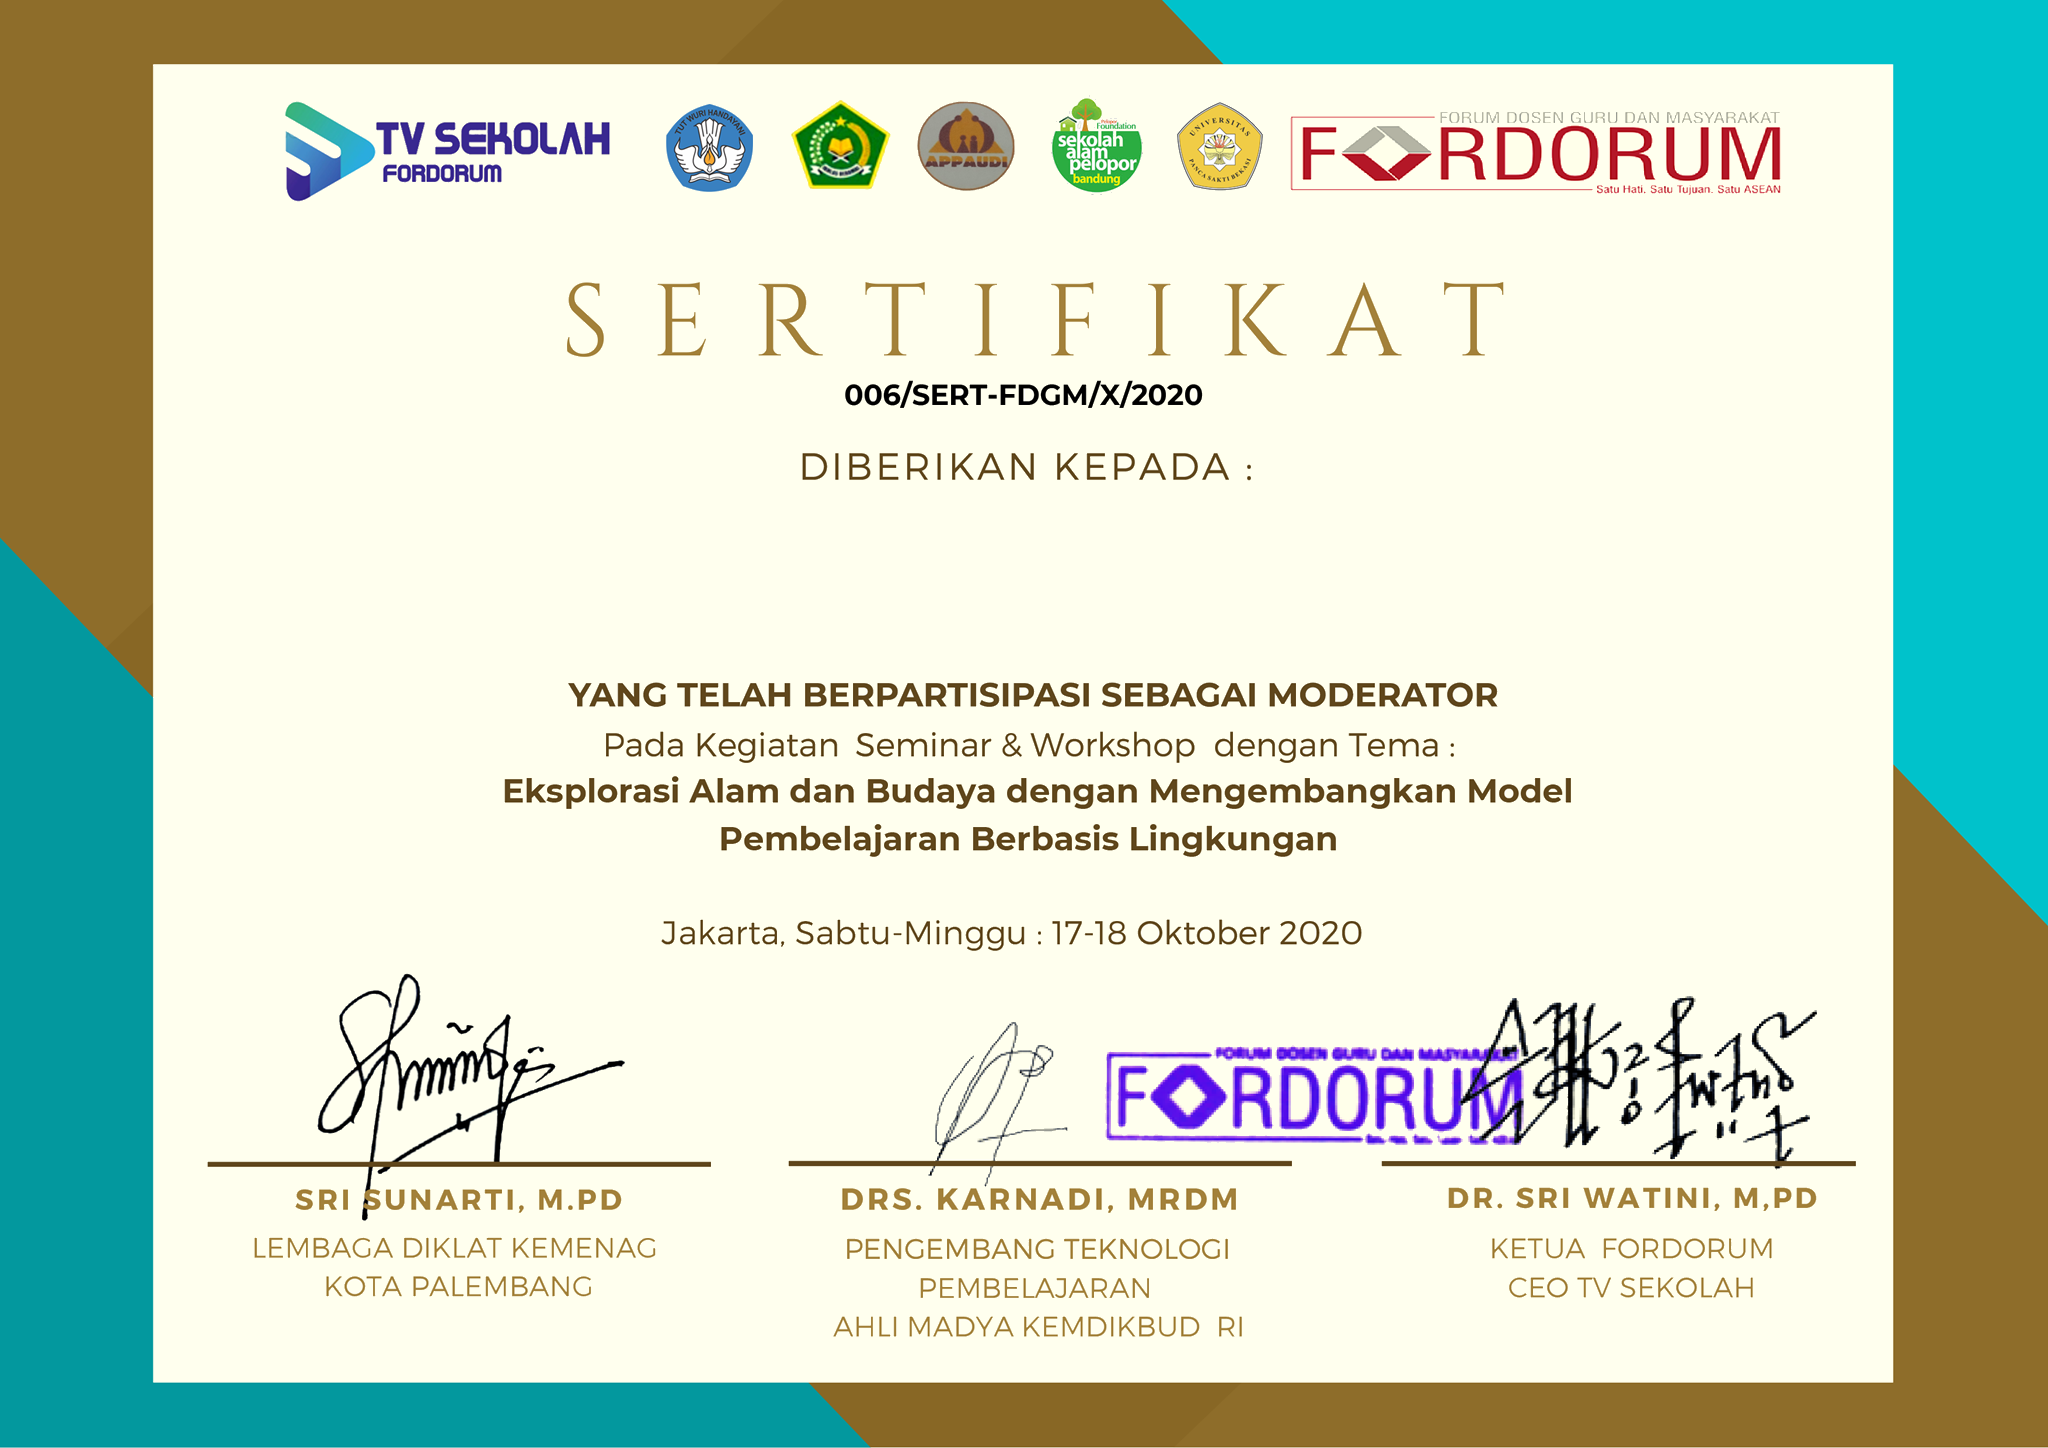 TV SEKOLAH
FORDORUM
TUT WURI HANDAYANI
APPAUDI
Pelopor
Foundation
sekolah
alam
pelopor
bandung
UNIVERSITAS
PANCA SAKTI BEKASI
FORUM DOSEN GURU DAN MASYARAKAT
FORDORUM
Satu Hati. Satu Tujuan. Satu ASEAN
SERTIFIKAT
006/SERT-FDGM/X/2020
DIBERIKAN KEPADA :
YANG TELAH BERPARTISIPASI SEBAGAI MODERATOR
Pada Kegiatan Seminar & Workshop dengan Tema :
Eksplorasi Alam dan Budaya dengan Mengembangkan Model
Pembelajaran Berbasis Lingkungan
Jakarta, Sabtu-Minggu : 17-18 Oktober 2020
FORUM DOSEN GURU DAN MASYARAKAT
FORDORUM
SRI SUNARTI, M.PD
LEMBAGA DIKLAT KEMENAG
KOTA PALEMBANG
DRS. KARNADI, MRDM
PENGEMBANG TEKNOLOGI
PEMBELAJARAN
AHLI MADYA KEMDIKBUD RI
DR. SRI WATINI, M,PD
KETUA FORDORUM
CEO TV SEKOLAH